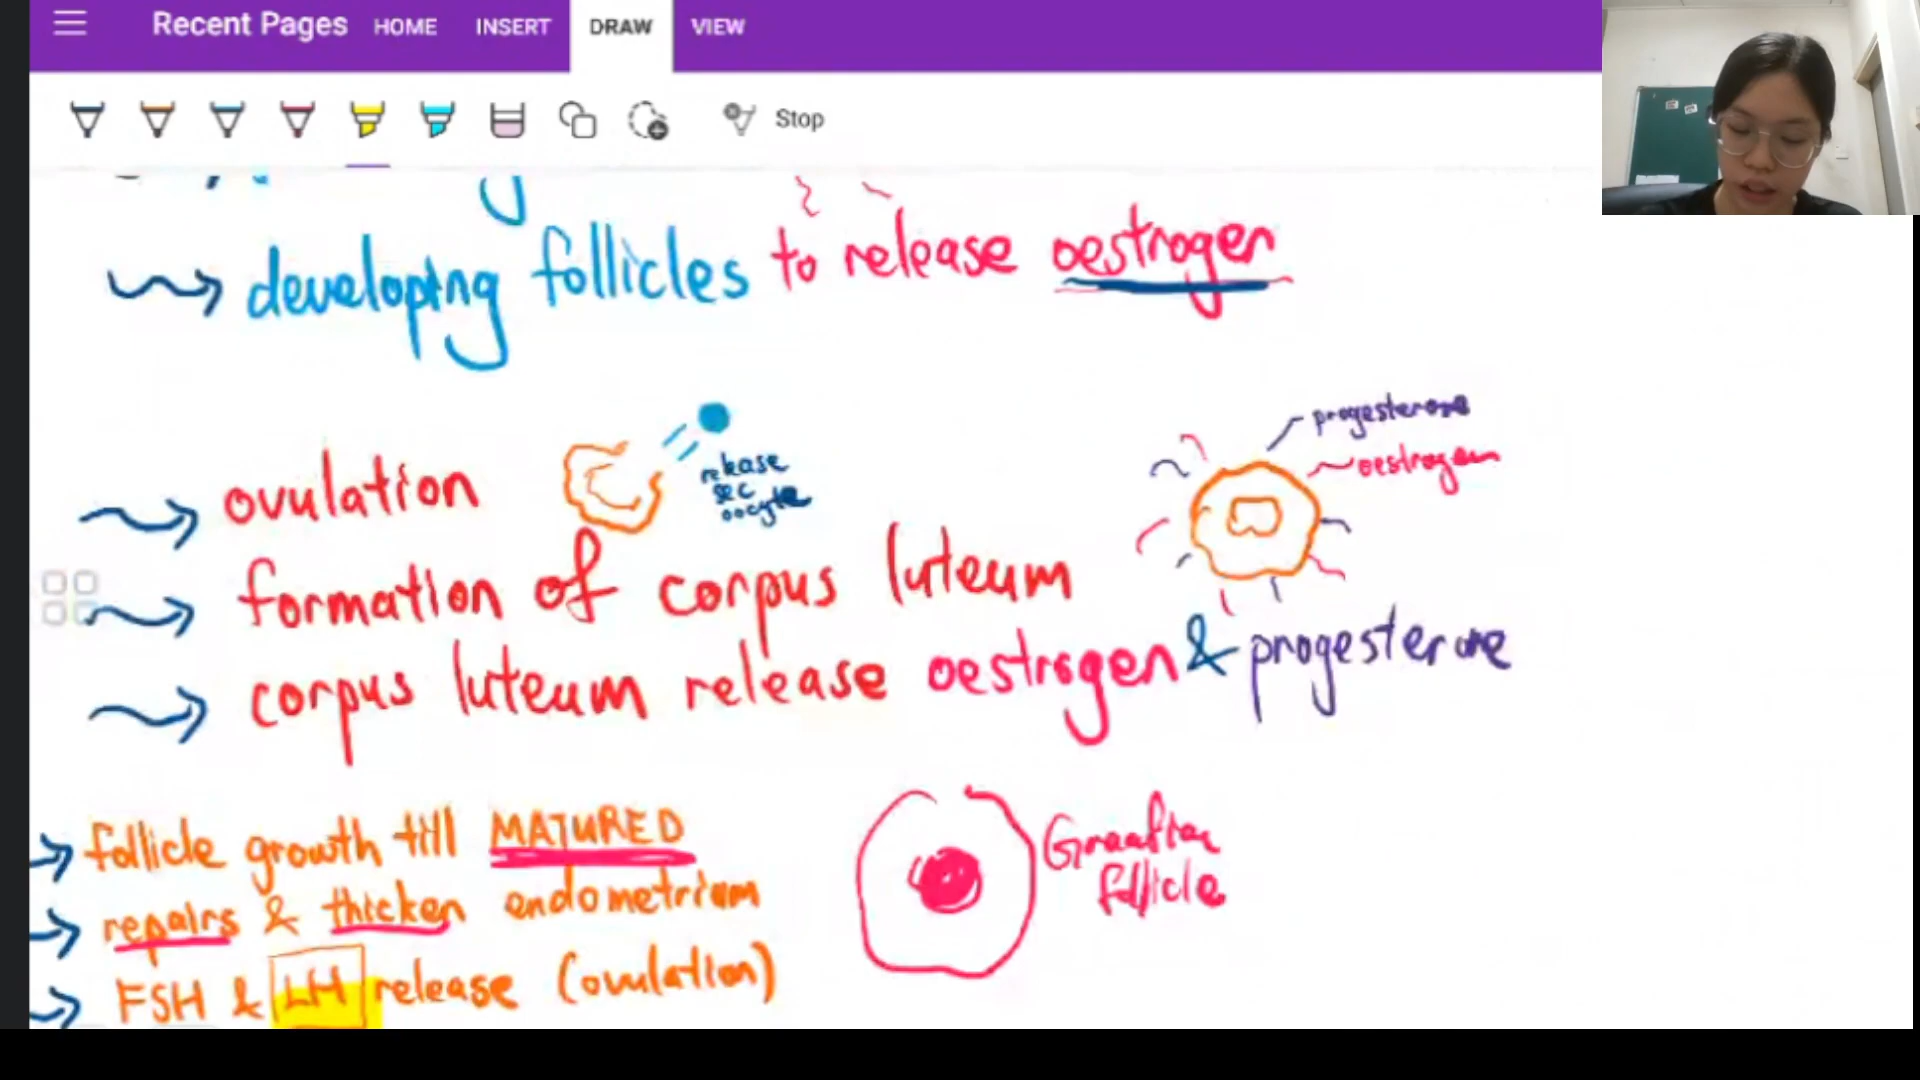 Recent Pages HOME INSERT DRAW VIEW
Stop
developing follicles to release oestrogen
progesterone
oestrogen
ovulation
release
sec
oocyte
formation of corpus luteum
corpus luteum release oestrogen & progesterone
follicle growth till MATURED
Graafian
follicle
repairs & thicken endometrium
FSH & LH release (ovulation)